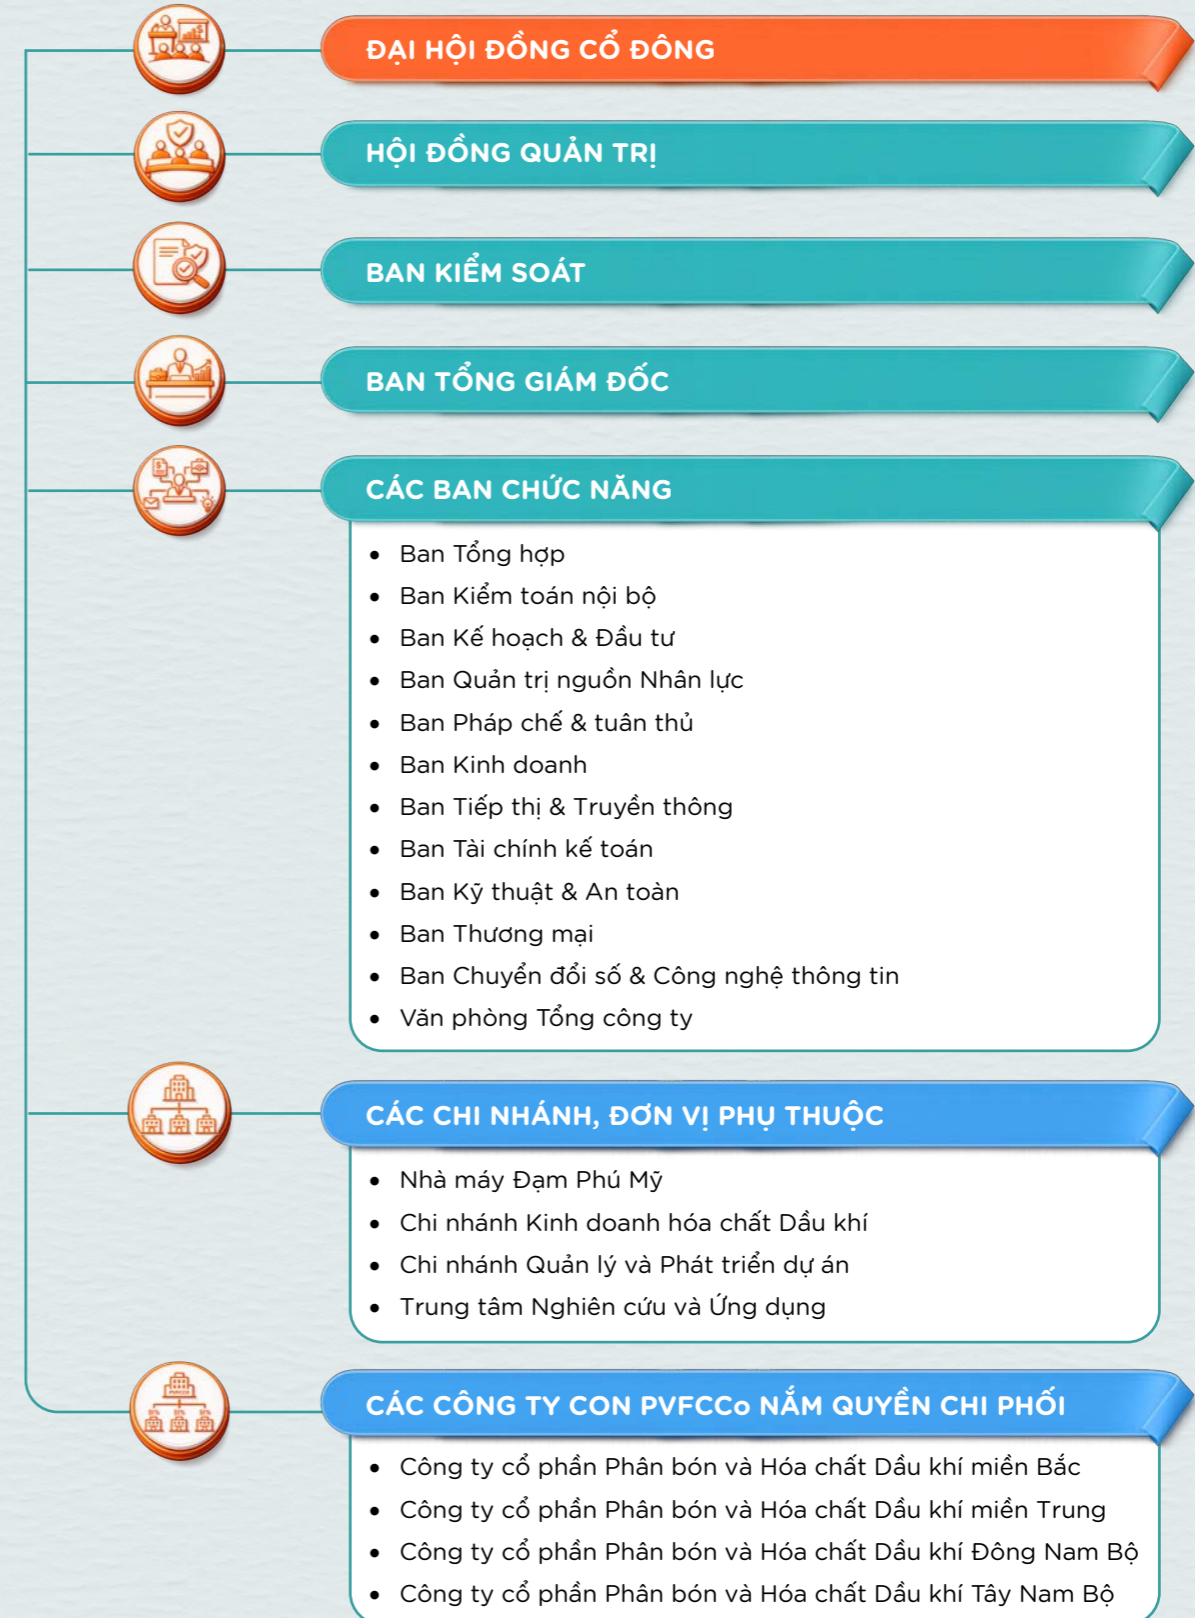 ĐẠI HỘI ĐỒNG CỔ ĐÔNG
HỘI ĐỒNG QUẢN TRỊ
BAN KIỂM SOÁT
BAN TỔNG GIÁM ĐỐC
CÁC BAN CHỨC NĂNG
• Ban Tổng hợp
• Ban Kiểm toán nội bộ
• Ban Kế hoạch & Đầu tư
• Ban Quản trị nguồn Nhân lực
• Ban Pháp chế & tuân thủ
• Ban Kinh doanh
• Ban Tiếp thị & Truyền thông
• Ban Tài chính kế toán
• Ban Kỹ thuật & An toàn
• Ban Thương mại
• Ban Chuyển đổi số & Công nghệ thông tin
• Văn phòng Tổng công ty
CÁC CHI NHÁNH, ĐƠN VỊ PHỤ THUỘC
• Nhà máy Đạm Phú Mỹ
• Chi nhánh Kinh doanh hóa chất Dầu khí
• Chi nhánh Quản lý và Phát triển dự án
• Trung tâm Nghiên cứu và Ứng dụng
CÁC CÔNG TY CON PVFCCo NẮM QUYỀN CHI PHỐI
• Công ty cổ phần Phân bón và Hóa chất Dầu khí miền Bắc
• Công ty cổ phần Phân bón và Hóa chất Dầu khí miền Trung
• Công ty cổ phần Phân bón và Hóa chất Dầu khí Đông Nam Bộ
• Công ty cổ phần Phân bón và Hóa chất Dầu khí Tây Nam Bộ